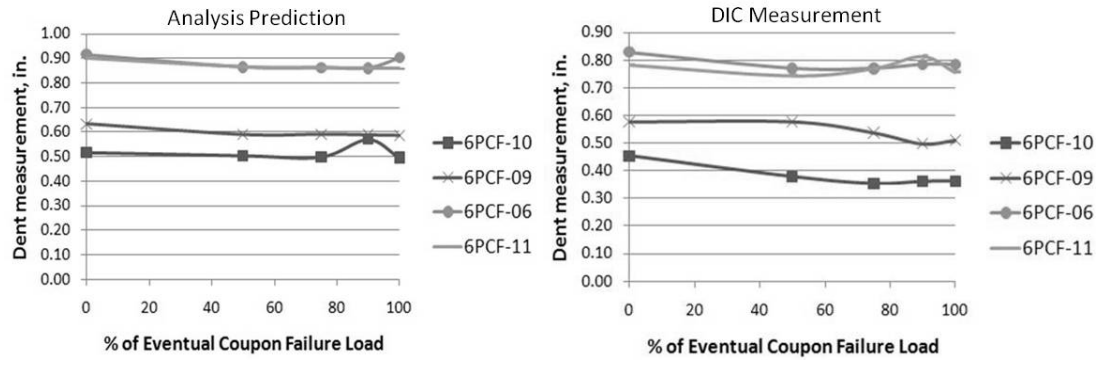 Analysis Prediction
Dent measurement, in.
1.00
0.90
0.80
0.70
0.60
0.50
0.40
0.30
0.20
0.10
0.00
0 20 40 60 80 100
% of Eventual Coupon Failure Load
6PCF-10
6PCF-09
6PCF-06
6PCF-11
DIC Measurement
Dent measurement, in.
0.90
0.80
0.70
0.60
0.50
0.40
0.30
0.20
0.10
0.00
0 20 40 60 80 100
% of Eventual Coupon Failure Load
6PCF-10
6PCF-09
6PCF-06
6PCF-11